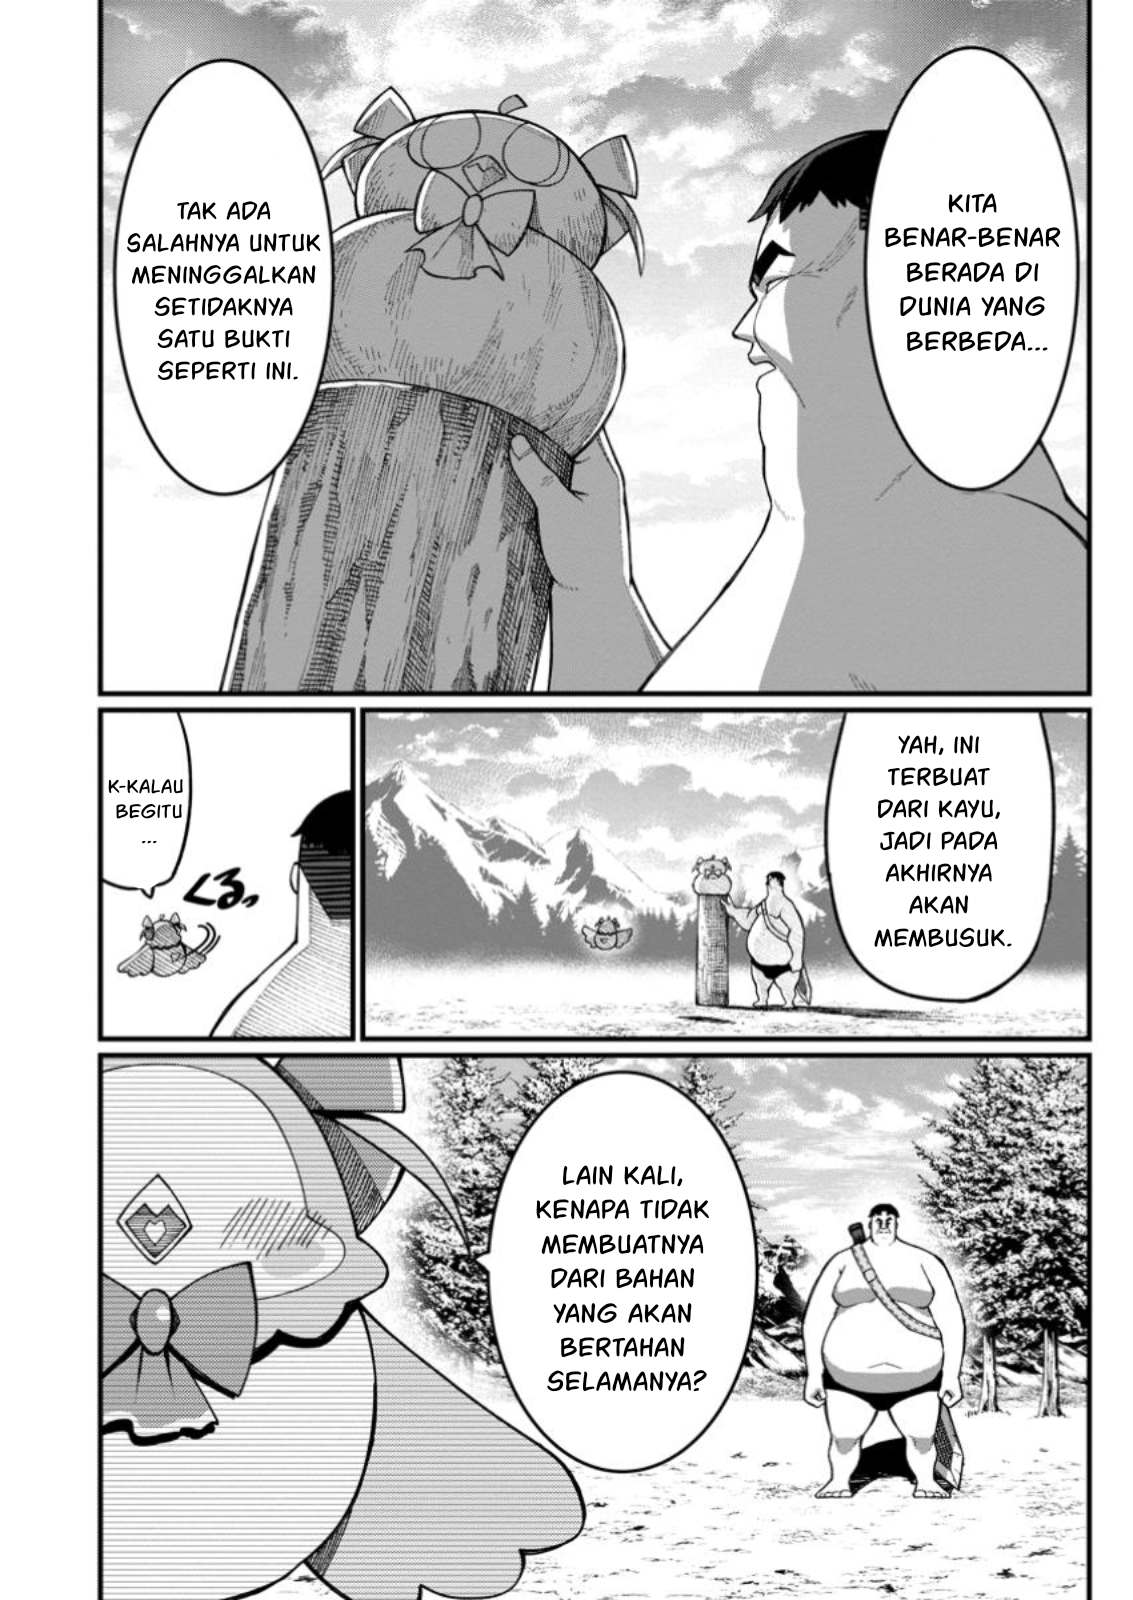 KITA
BENAR-BENAR
BERADA DI
DUNIA YANG
BERBEDA...
TAK ADA
SALAHNYA UNTUK
MENINGGALKAN
SETIDAKNYA
SATU BUKTI
SEPERTI INI.
YAH, INI
TERBUAT
DARI KAYU,
JADI PADA
AKHIRNYA
AKAN
MEMBUSUK.
K-KALAU
BEGITU
...
くるっ
LAIN KALI,
KENAPA TIDAK
MEMBUATNYA
DARI BAHAN
YANG AKAN
BERTAHAN
SELAMANYA?